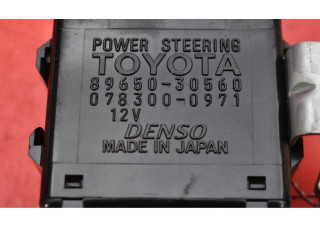 POWER STEERING
TOYOTA
89650-30560
078300-0971
12V
DENSO
MADE IN JAPAN